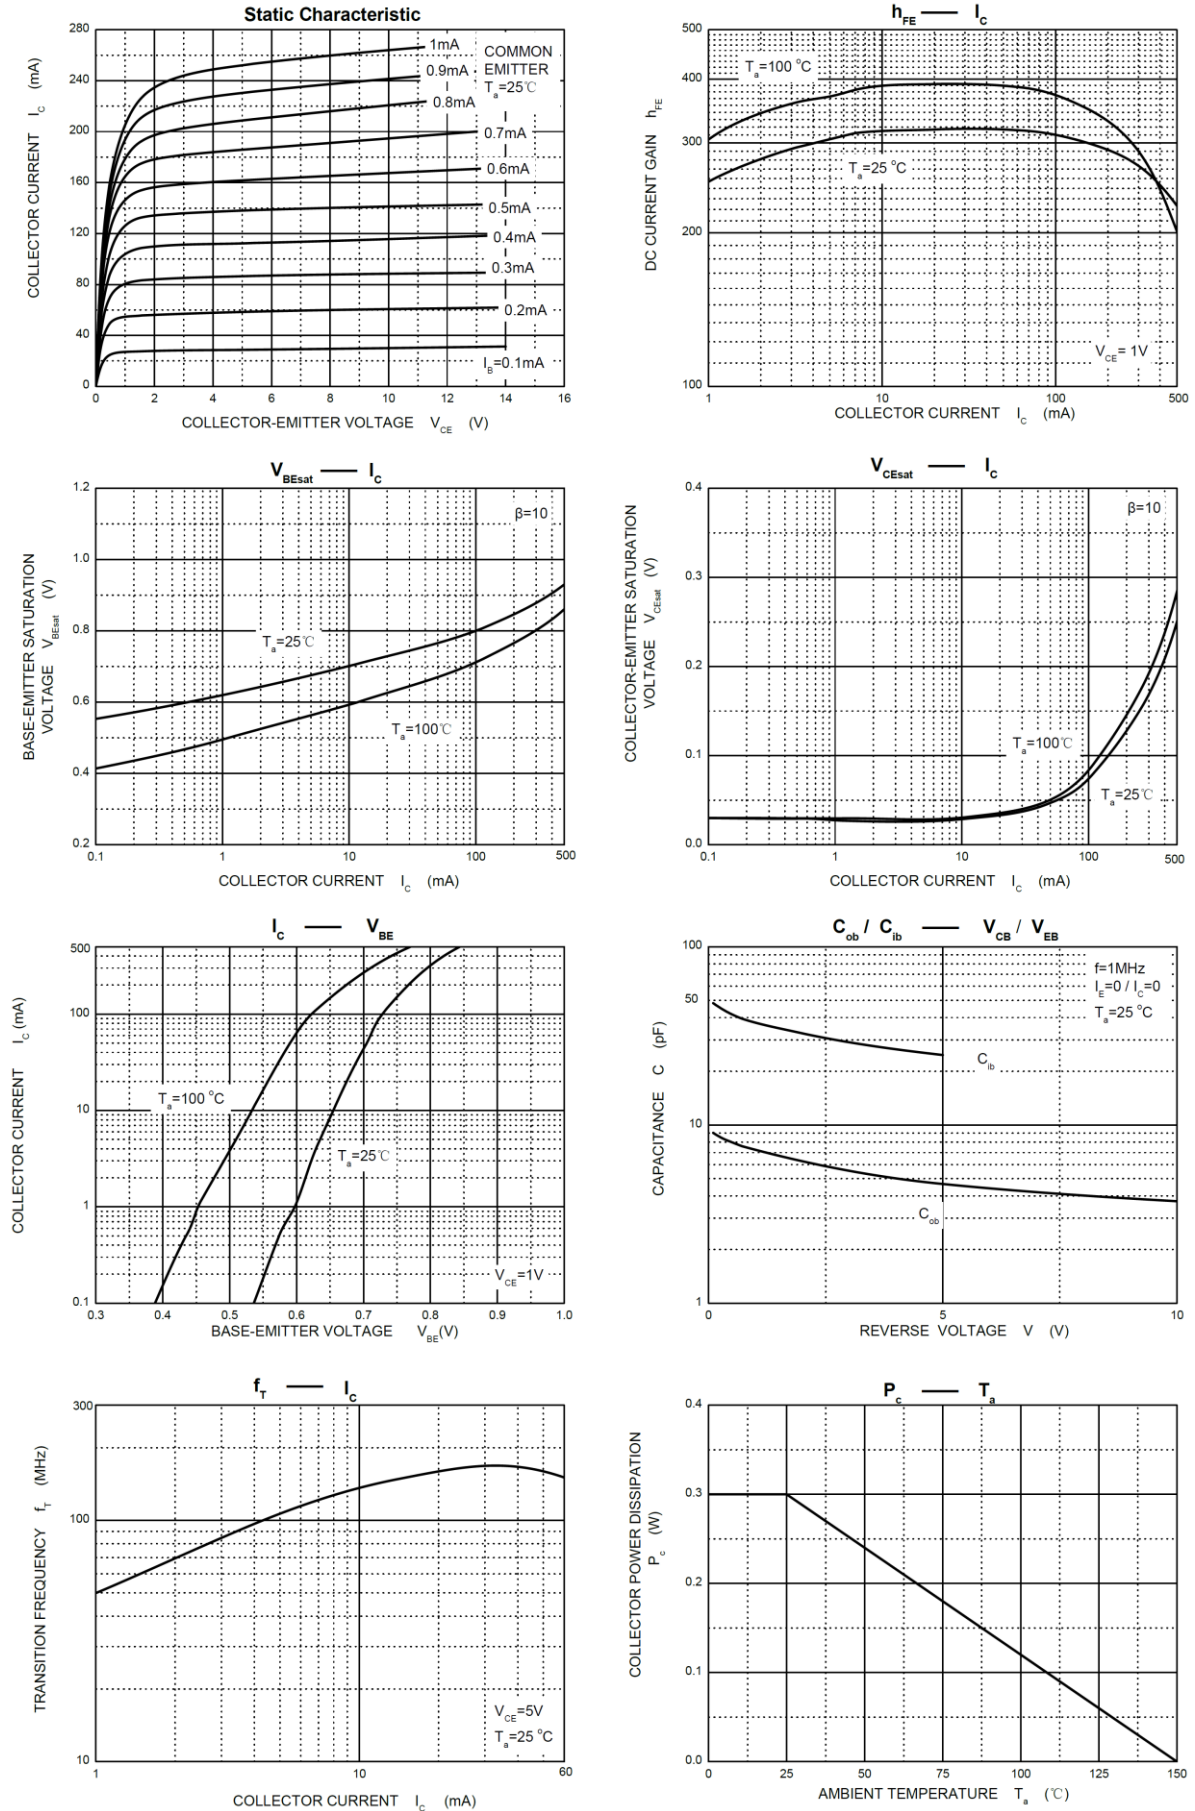 Static Characteristic
280
240
200
160
120
80
40
0
0 2 4 6 8 10 12 14 16
COLLECTOR CURRENT I_C (mA)
COLLECTOR-EMITTER VOLTAGE V_CE (V)
1mA
0.9mA
0.8mA
0.7mA
0.6mA
0.5mA
0.4mA
0.3mA
0.2mA
I_B=0.1mA
COMMON
EMITTER
T_a=25℃
h_FE —— I_C
500
400
300
200
100
1 10 100 500
DC CURRENT GAIN h_FE
COLLECTOR CURRENT I_C (mA)
T_a=100 °C
T_a=25 °C
V_CE= 1V
V_BEsat —— I_C
1.2
1.0
0.8
0.6
0.4
0.2
0.1 1 10 100 500
BASE-EMITTER SATURATION
VOLTAGE V_BEsat (V)
COLLECTOR CURRENT I_C (mA)
β=10
T_a=25℃
T_a=100℃
V_CEsat —— I_C
0.4
0.3
0.2
0.1
0.0
0.1 1 10 100 500
COLLECTOR-EMITTER SATURATION
VOLTAGE V_CEsat (V)
COLLECTOR CURRENT I_C (mA)
β=10
T_a=100℃
T_a=25℃
I_C —— V_BE
500
100
10
1
0.1
0.3 0.4 0.5 0.6 0.7 0.8 0.9 1.0
COLLECTOR CURRENT I_C (mA)
BASE-EMITTER VOLTAGE V_BE(V)
T_a=100 °C
T_a=25℃
V_CE=1V
C_ob / C_ib —— V_CB / V_EB
100
50
10
1
0 5 10
CAPACITANCE C (pF)
REVERSE VOLTAGE V (V)
f=1MHz
I_E=0 / I_C=0
T_a=25 °C
C_ib
C_ob
f_T —— I_C
300
100
10
1 10 60
TRANSITION FREQUENCY f_T (MHz)
COLLECTOR CURRENT I_C (mA)
V_CE=5V
T_a=25 °C
P_c —— T_a
0.4
0.3
0.2
0.1
0.0
0 25 50 75 100 125 150
COLLECTOR POWER DISSIPATION
P_c (W)
AMBIENT TEMPERATURE T_a (℃)